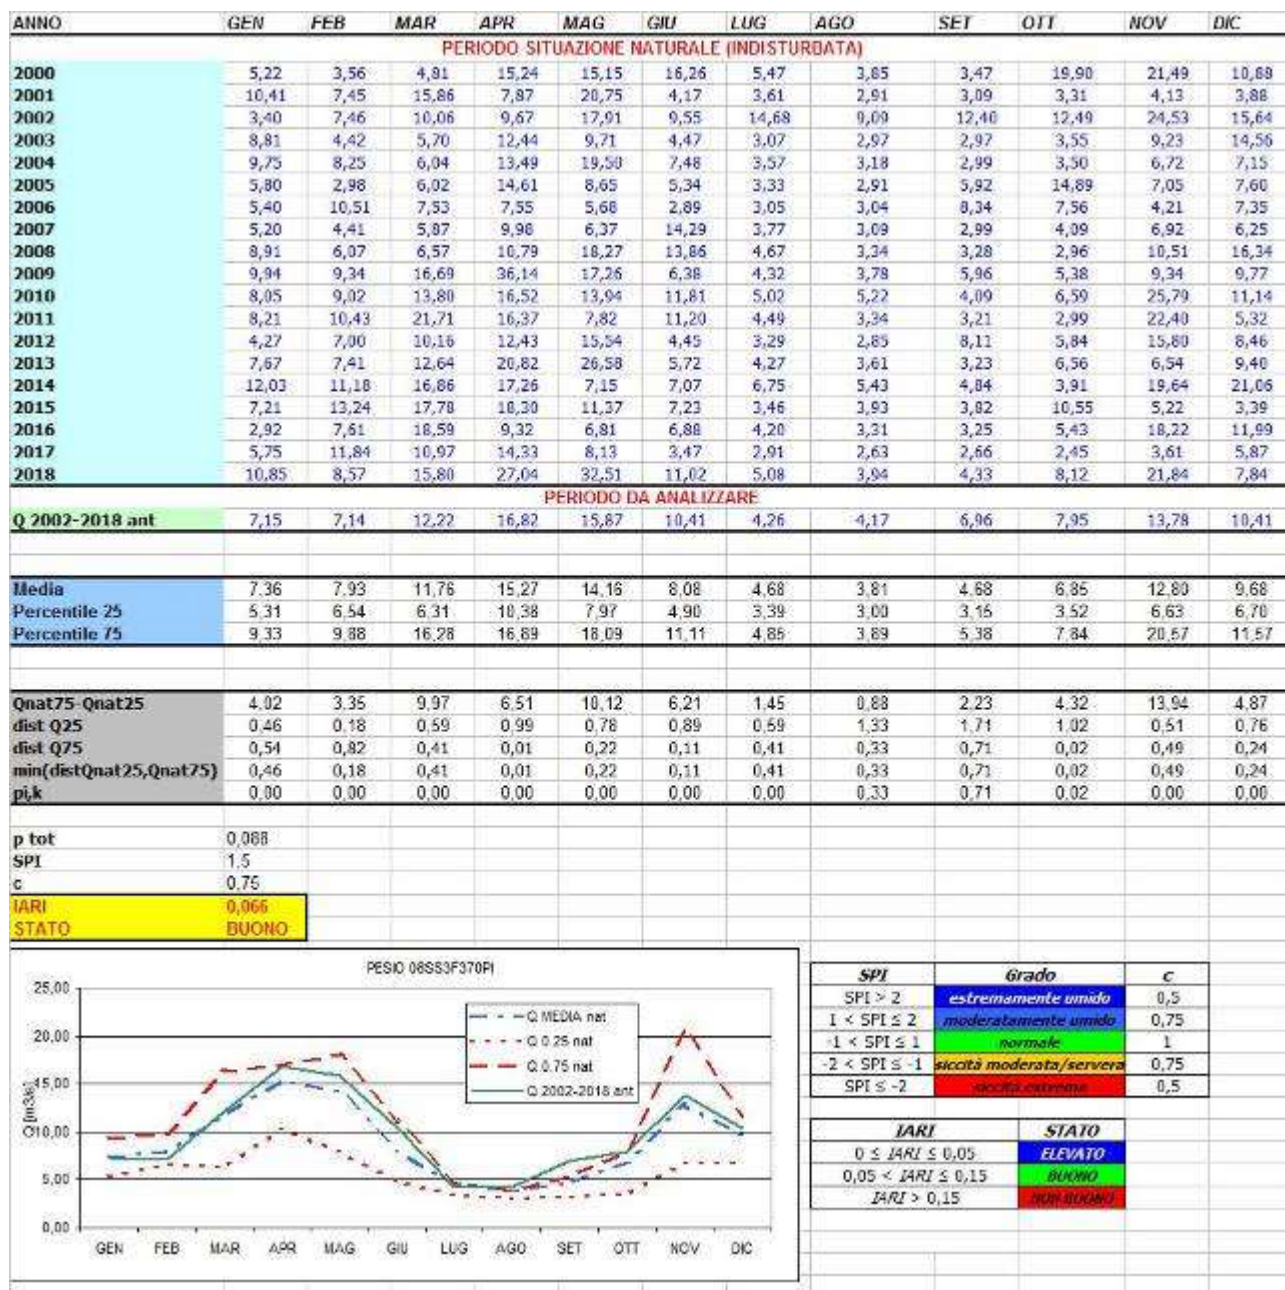 ANNO GEN FEB MAR APR MAG GIU LUG AGO SET OTT NOV DIC
PERIODO SITUAZIONE NATURALE (INDISTURBATA)
2000 5,22 3,56 4,81 15,24 15,15 16,26 5,47 3,85 3,47 19,90 21,49 10,88
2001 10,41 7,45 15,86 7,87 20,75 4,17 3,61 2,91 3,09 3,31 4,13 3,88
2002 3,40 7,46 10,06 9,67 17,91 9,55 14,68 9,09 12,40 12,49 24,53 15,64
2003 8,81 4,42 5,70 12,44 9,71 4,47 3,07 2,97 2,97 3,55 9,23 14,56
2004 9,75 8,25 6,04 13,49 19,50 7,48 3,57 3,18 2,99 3,50 6,72 7,15
2005 5,80 2,98 6,02 14,61 8,65 5,34 3,33 2,91 5,92 14,89 7,05 7,60
2006 5,40 10,51 7,53 7,55 5,68 2,89 3,05 3,04 8,34 7,56 4,21 7,35
2007 5,20 4,41 5,87 9,98 6,37 14,29 3,77 3,09 2,99 4,09 6,92 6,25
2008 8,91 6,07 6,57 10,79 18,27 13,86 4,67 3,34 3,28 2,96 10,51 16,34
2009 9,94 9,34 16,69 36,14 17,26 6,38 4,32 3,78 5,96 5,38 9,34 9,77
2010 8,05 9,02 13,80 16,52 13,94 11,81 5,02 5,22 4,09 6,59 25,79 11,14
2011 8,21 10,43 21,71 16,37 7,82 11,20 4,49 3,34 3,21 2,99 22,40 5,32
2012 4,27 7,00 10,16 12,43 15,54 4,45 3,29 2,85 8,11 5,84 15,80 8,46
2013 7,67 7,41 12,64 20,82 26,58 5,72 4,27 3,61 3,23 6,56 6,54 9,40
2014 12,03 11,18 16,86 17,26 7,15 7,07 6,75 5,43 4,84 3,91 19,64 21,06
2015 7,21 13,24 17,78 18,30 11,37 7,23 3,46 3,93 3,82 10,55 5,22 3,39
2016 2,92 7,61 18,59 9,32 6,81 6,88 4,20 3,31 3,25 5,43 18,22 11,99
2017 5,75 11,84 10,97 14,33 8,13 3,47 2,91 2,63 2,66 2,45 3,61 5,87
2018 10,85 8,57 15,80 27,04 32,51 11,02 5,08 3,94 4,33 8,12 21,84 7,84
PERIODO DA ANALIZZARE
Q 2002-2018 ant 7,15 7,14 12,22 16,82 15,87 10,41 4,26 4,17 6,96 7,95 13,78 10,41
Media 7,36 7,93 11,76 15,27 14,16 8,08 4,68 3,81 4,68 6,85 12,80 9,68
Percentile 25 5,31 6,54 6,31 10,38 7,97 4,90 3,39 3,00 3,15 3,52 6,63 6,70
Percentile 75 9,33 9,88 16,28 16,89 18,09 11,11 4,85 3,89 5,38 7,84 20,57 11,57
Qnat75-Qnat25 4,02 3,35 9,97 6,51 10,12 6,21 1,45 0,88 2,23 4,32 13,94 4,87
dist Q25 0,46 0,18 0,59 0,99 0,78 0,89 0,59 1,33 1,71 1,02 0,51 0,76
dist Q75 0,54 0,82 0,41 0,01 0,22 0,11 0,41 0,33 0,71 0,02 0,49 0,24
min(distQnat25,Qnat75) 0,46 0,18 0,41 0,01 0,22 0,11 0,41 0,33 0,71 0,02 0,49 0,24
pi,k 0,00 0,00 0,00 0,00 0,00 0,00 0,00 0,33 0,71 0,02 0,00 0,00
p tot 0,088
SPI 1,5
c 0,75
IARI 0,066
STATO BUONO
PESIO 08SS3F370PI
25,00
20,00
15,00
10,00
5,00
0,00
Q [m3/s]
GEN FEB MAR APR MAG GIU LUG AGO SET OTT NOV DIC
Q MEDIA nat
Q 0.25 nat
Q 0.75 nat
Q 2002-2018 ant
SPI Grado c
SPI > 2 estremamente umido 0,5
1 < SPI ≤ 2 moderatamente umido 0,75
-1 < SPI ≤ 1 normale 1
-2 < SPI ≤ -1 siccità moderata/servera 0,75
SPI ≤ -2 siccità estrema 0,5
IARI STATO
0 ≤ IARI ≤ 0,05 ELEVATO
0,05 < IARI ≤ 0,15 BUONO
IARI > 0,15 NON BUONO